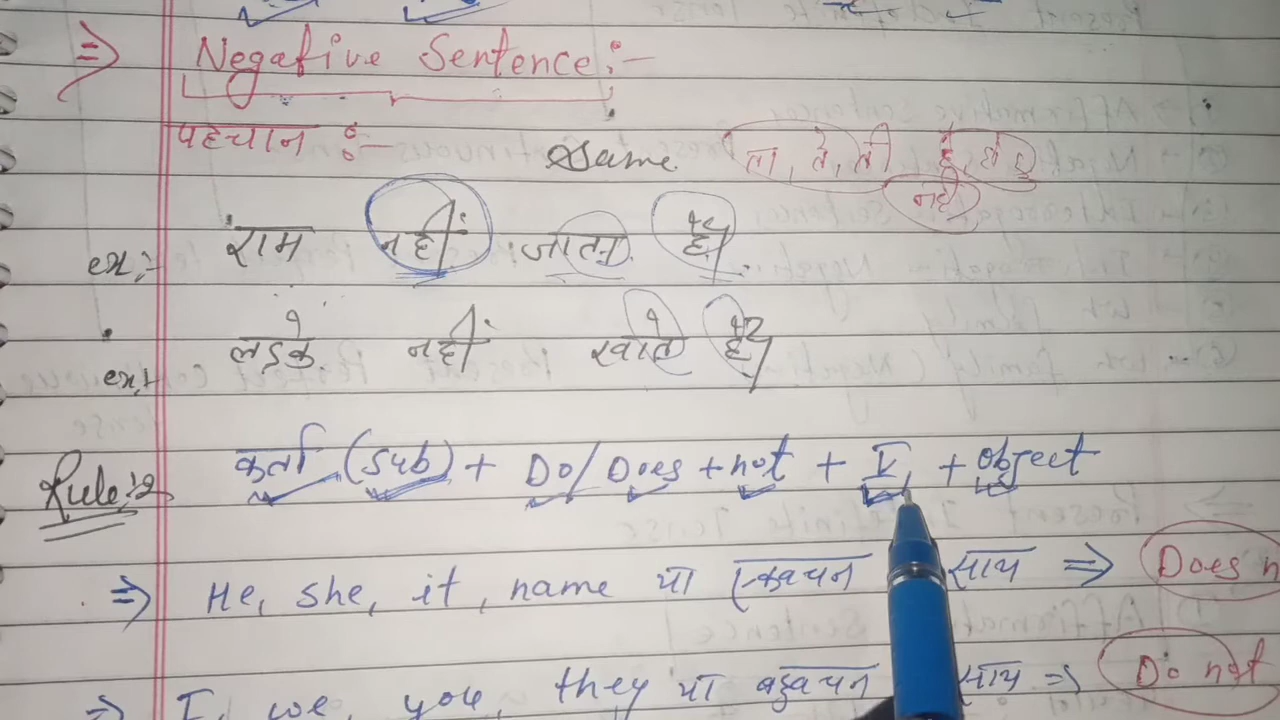 ⇒ Negative Sentence:-
पहचान :- Same ता, ते, ती है, हैं हूँ
नहीं
ex:- राम नहीं जाता है।
ex:- लड़के नहीं खाते हैं।
Rule:2 कर्ता (Sub) + Do/Does + not + V1 + object
⇒ He, she, it, name या एकवचन साथ ⇒ Does n
⇒ I, we, you, they या बहुवचन साथ ⇒ Do not